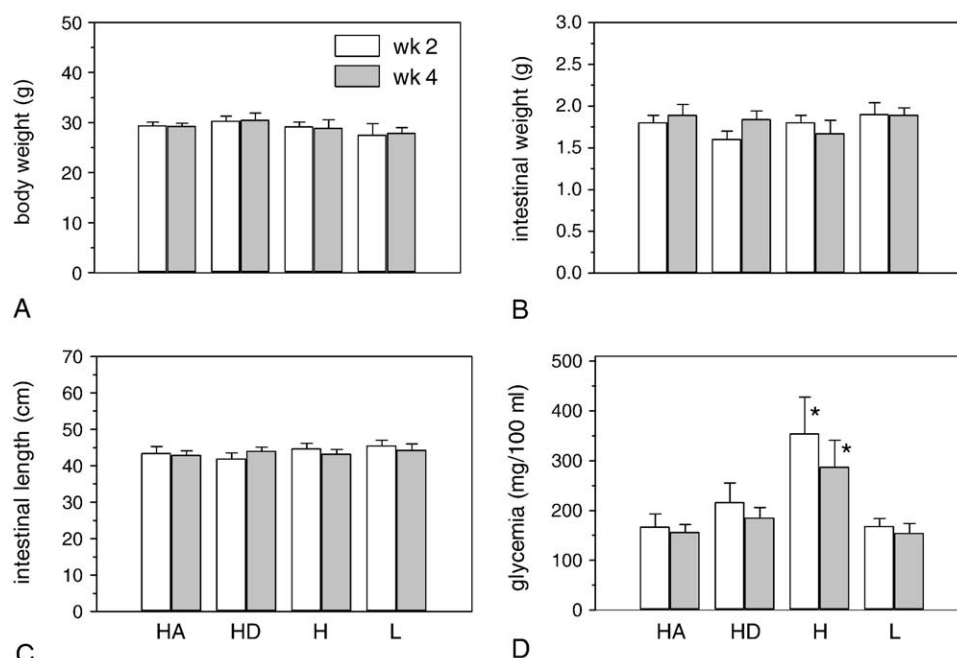 body weight (g)
50
40
30
20
10
0
wk 2
wk 4
A
intestinal weight (g)
3.0
2.5
2.0
1.5
1.0
0.5
0.0
B
intestinal length (cm)
70
60
50
40
30
20
10
0
HA HD H L
C
glycemia (mg/100 ml)
500
400
300
200
100
0
*
*
HA HD H L
D